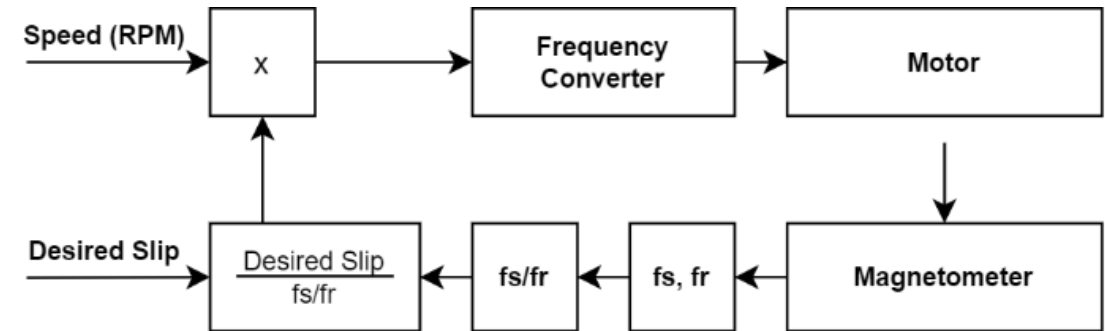 Speed (RPM)
x
Frequency
Converter
Motor
Desired Slip
Desired Slip
fs/fr
fs/fr
fs, fr
Magnetometer